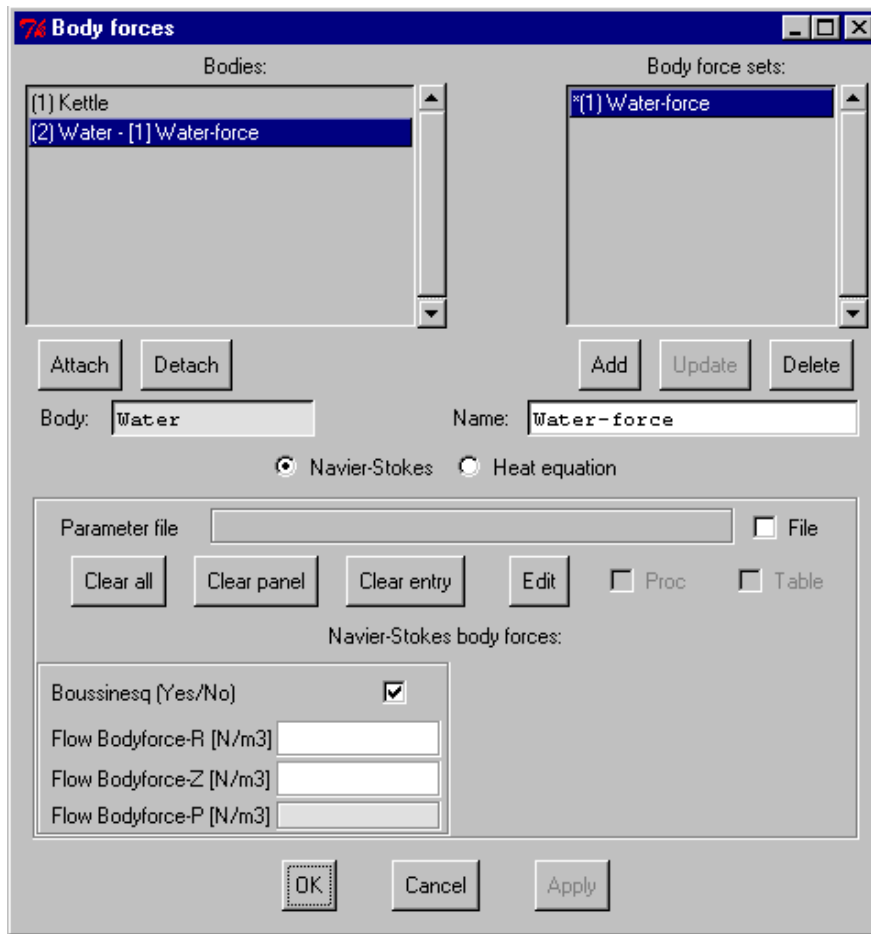 Body forces
Bodies: Body force sets:
(1) Kettle *(1) Water-force
(2) Water - [1] Water-force
Attach Detach Add Update Delete
Body: Water Name: Water-force
Navier-Stokes Heat equation
Parameter file File
Clear all Clear panel Clear entry Edit Proc Table
Navier-Stokes body forces:
Boussinesq (Yes/No)
Flow Bodyforce-R [N/m3]
Flow Bodyforce-Z [N/m3]
Flow Bodyforce-P [N/m3]
OK Cancel Apply